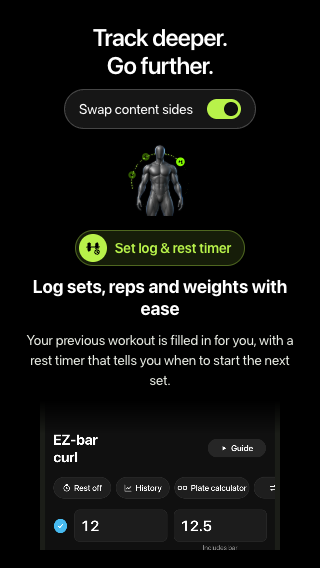 Track deeper.
Go further.
Swap content sides
Set log & rest timer
Log sets, reps and weights with
ease
Your previous workout is filled in for you, with a
rest timer that tells you when to start the next
set.
EZ-bar
curl
Guide
Rest off
History
Plate calculator
12
12.5
Includes bar